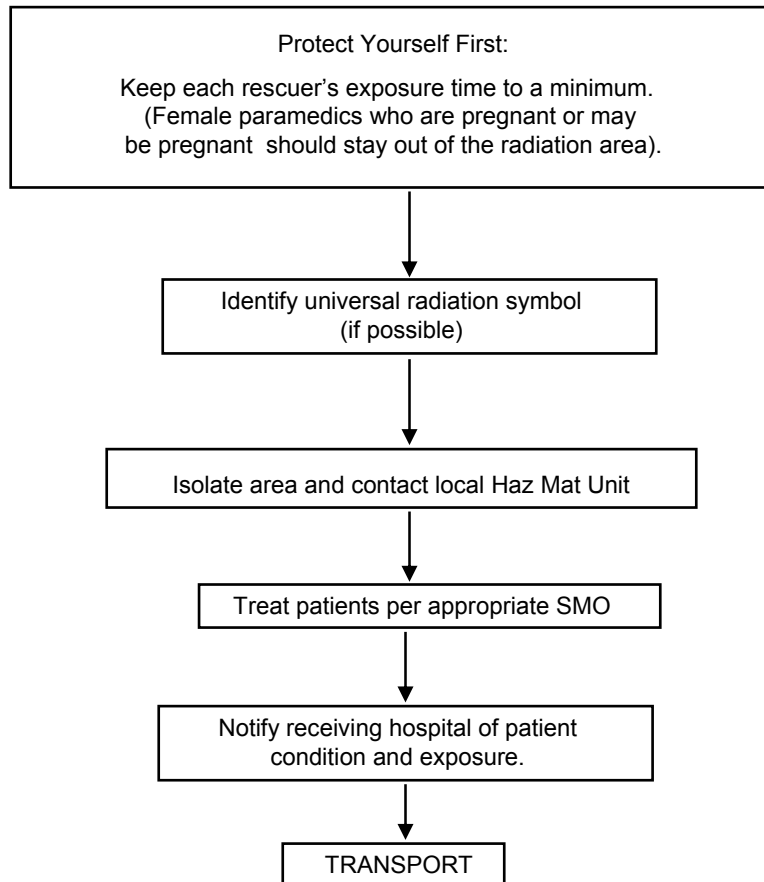 Protect Yourself First:
Keep each rescuer’s exposure time to a minimum.
(Female paramedics who are pregnant or may
be pregnant should stay out of the radiation area).
Identify universal radiation symbol
(if possible)
Isolate area and contact local Haz Mat Unit
Treat patients per appropriate SMO
Notify receiving hospital of patient
condition and exposure.
TRANSPORT